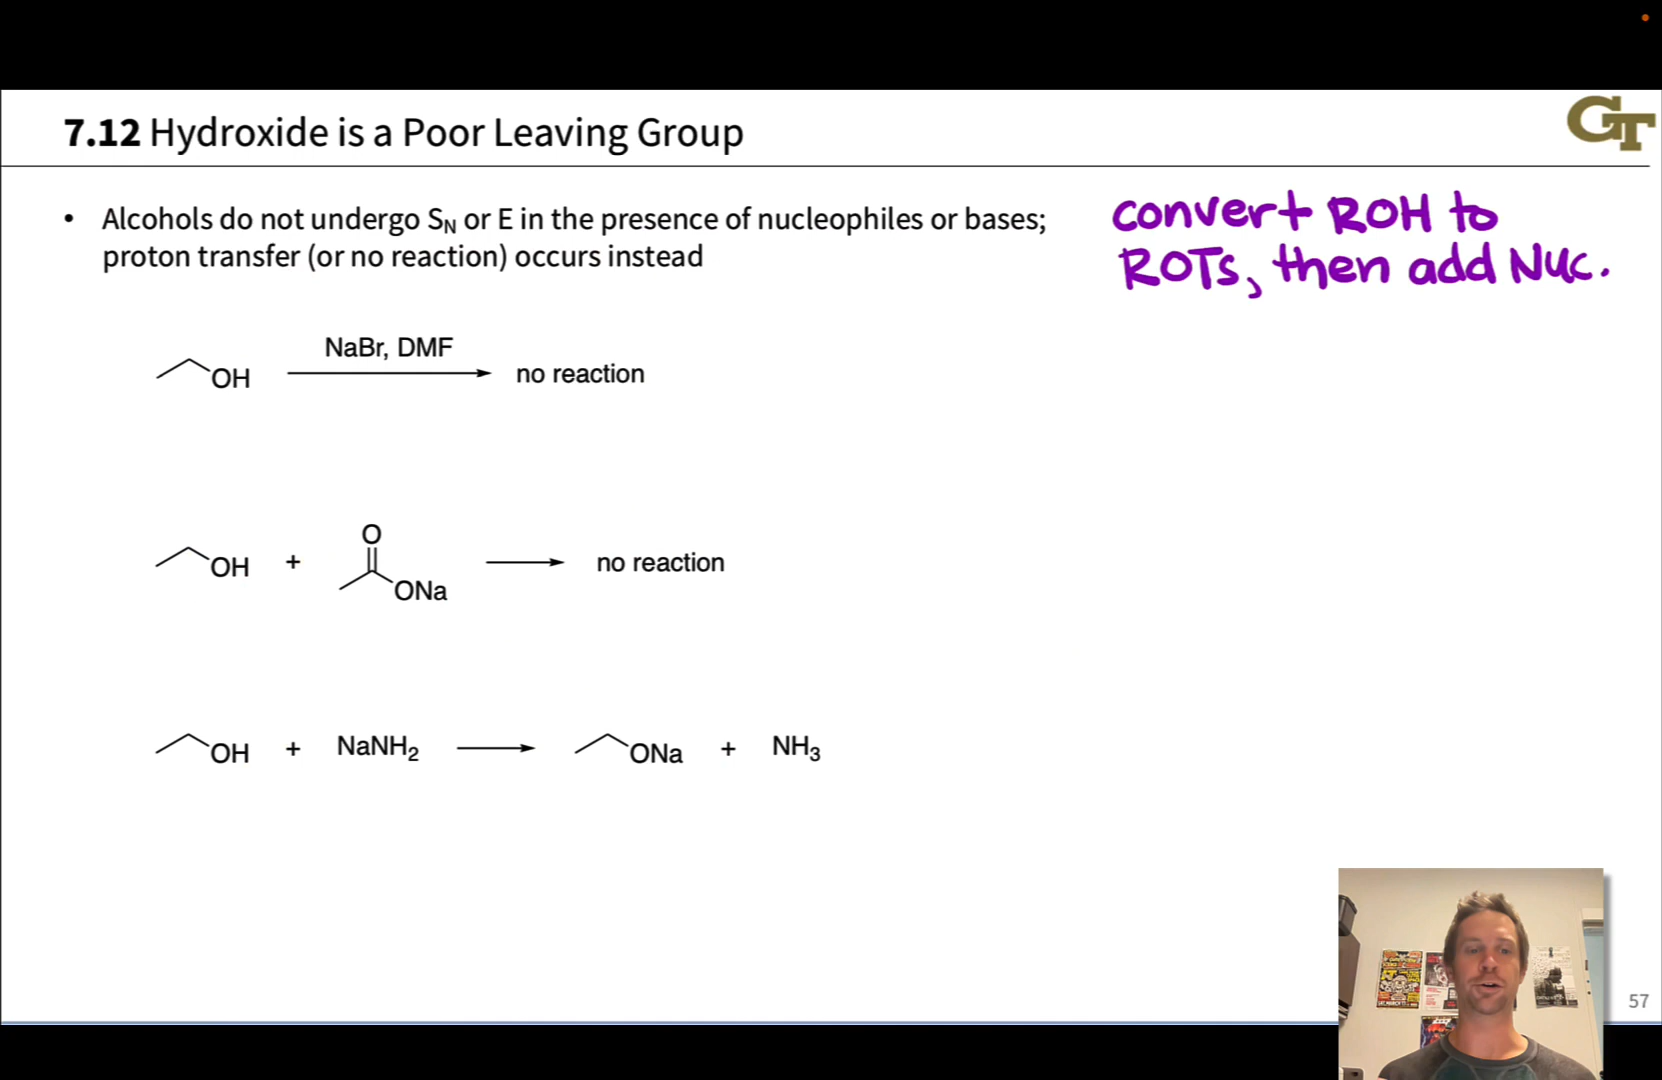 7.12 Hydroxide is a Poor Leaving Group
GT
• Alcohols do not undergo SN or E in the presence of nucleophiles or bases;
proton transfer (or no reaction) occurs instead
convert ROH to
ROTs, then add Nuc.
NaBr, DMF
OH no reaction
O
OH + ONa no reaction
OH + NaNH2 ONa + NH3
57